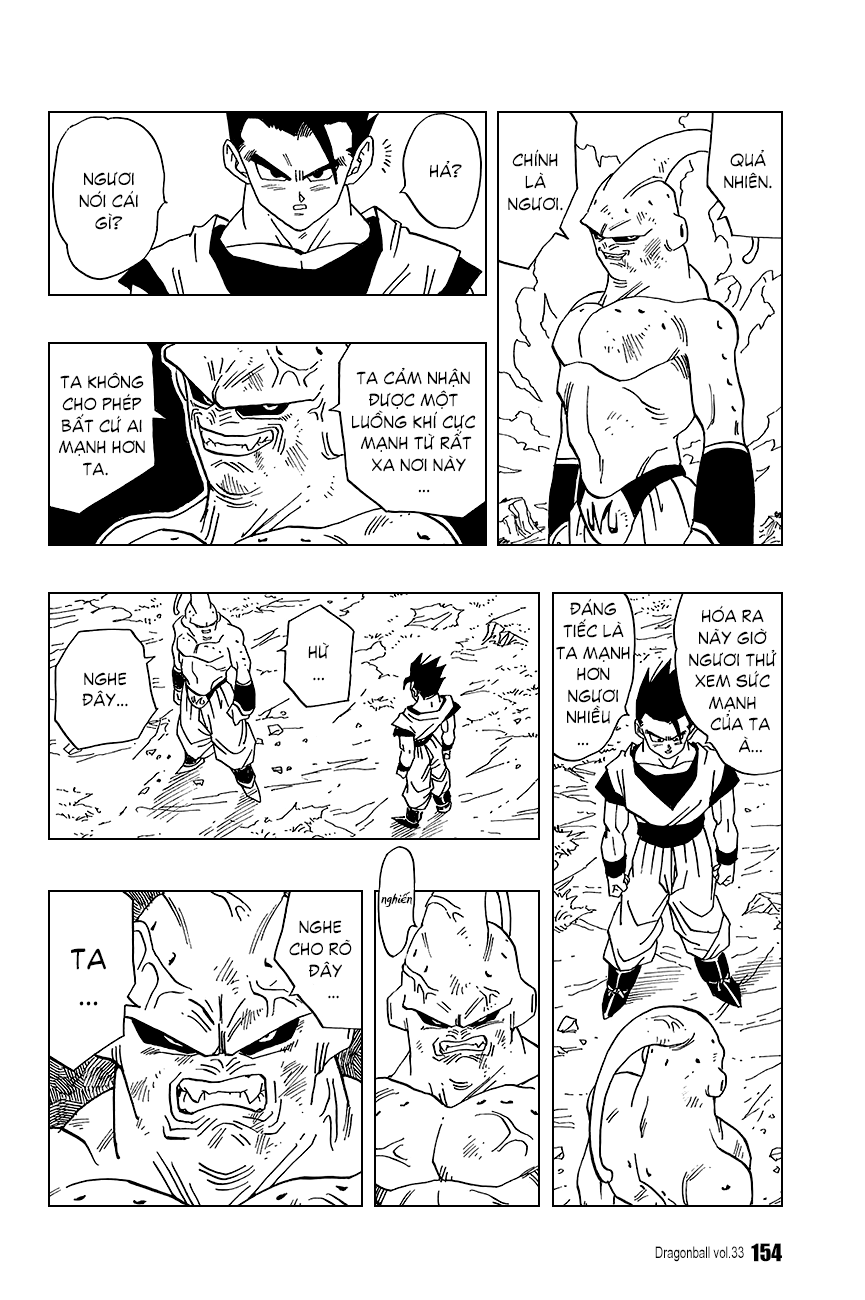 QUẢ
NHIÊN.
CHÍNH
LÀ
NGƯƠI.
HẢ?
NGƯƠI
NÓI CÁI
GÌ?
TA CẢM NHẬN
ĐƯỢC MỘT
LUỒNG KHÍ CỰC
MẠNH TỪ RẤT
XA NƠI NÀY
...
TA KHÔNG
CHO PHÉP
BẤT CỨ AI
MẠNH HƠN
TA.
HÓA RA
NÀY GIỜ
NGƯƠI THỬ
XEM SỨC
MẠNH
CỦA TA
À...
ĐÁNG
TIẾC LÀ
TA MẠNH
HƠN
NGƯƠI
NHIỀU
...
HỪ
...
NGHE
ĐÂY...
nghiến
NGHE
CHO RÕ
ĐÂY
...
TA
...
Dragonball vol.33 154